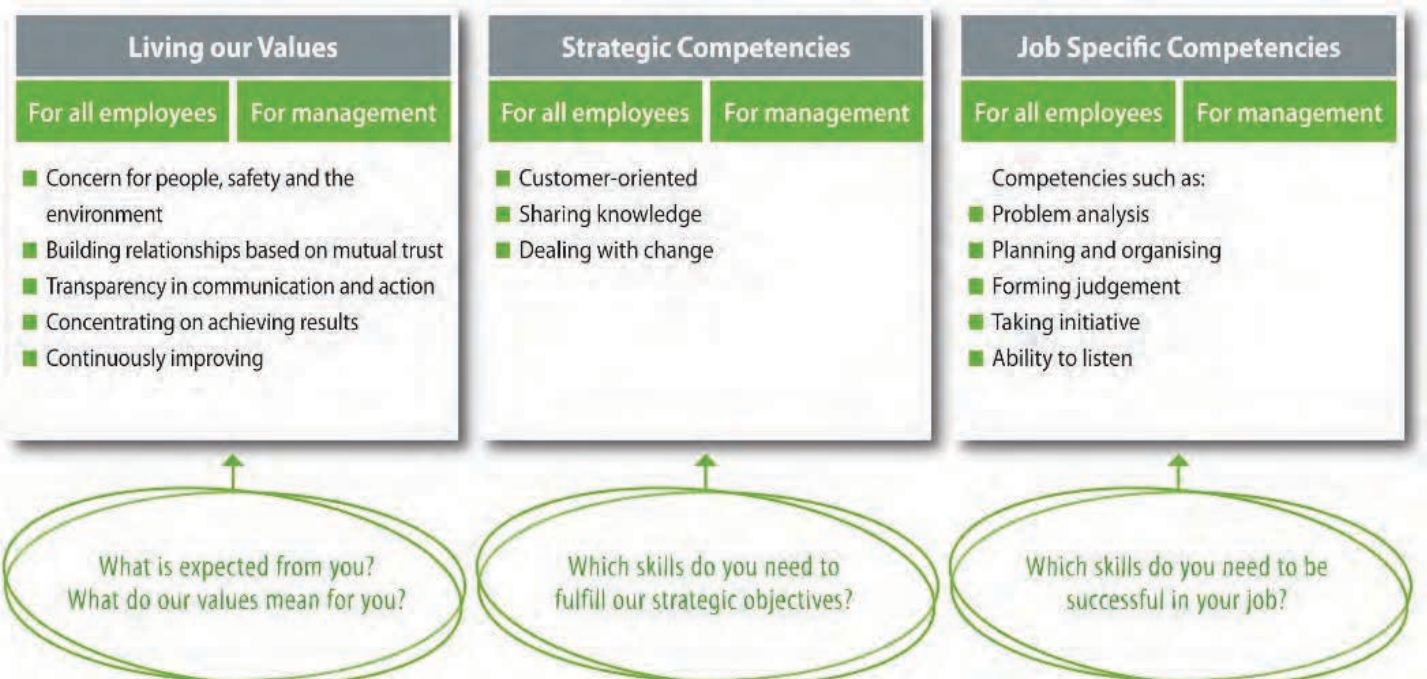 Living our Values
For all employees
For management
Concern for people, safety and the
environment
Building relationships based on mutual trust
Transparency in communication and action
Concentrating on achieving results
Continuously improving
What is expected from you?
What do our values mean for you?
Strategic Competencies
For all employees
For management
Customer-oriented
Sharing knowledge
Dealing with change
Which skills do you need to
fulfill our strategic objectives?
Job Specific Competencies
For all employees
For management
Competencies such as:
Problem analysis
Planning and organising
Forming judgement
Taking initiative
Ability to listen
Which skills do you need to be
successful in your job?